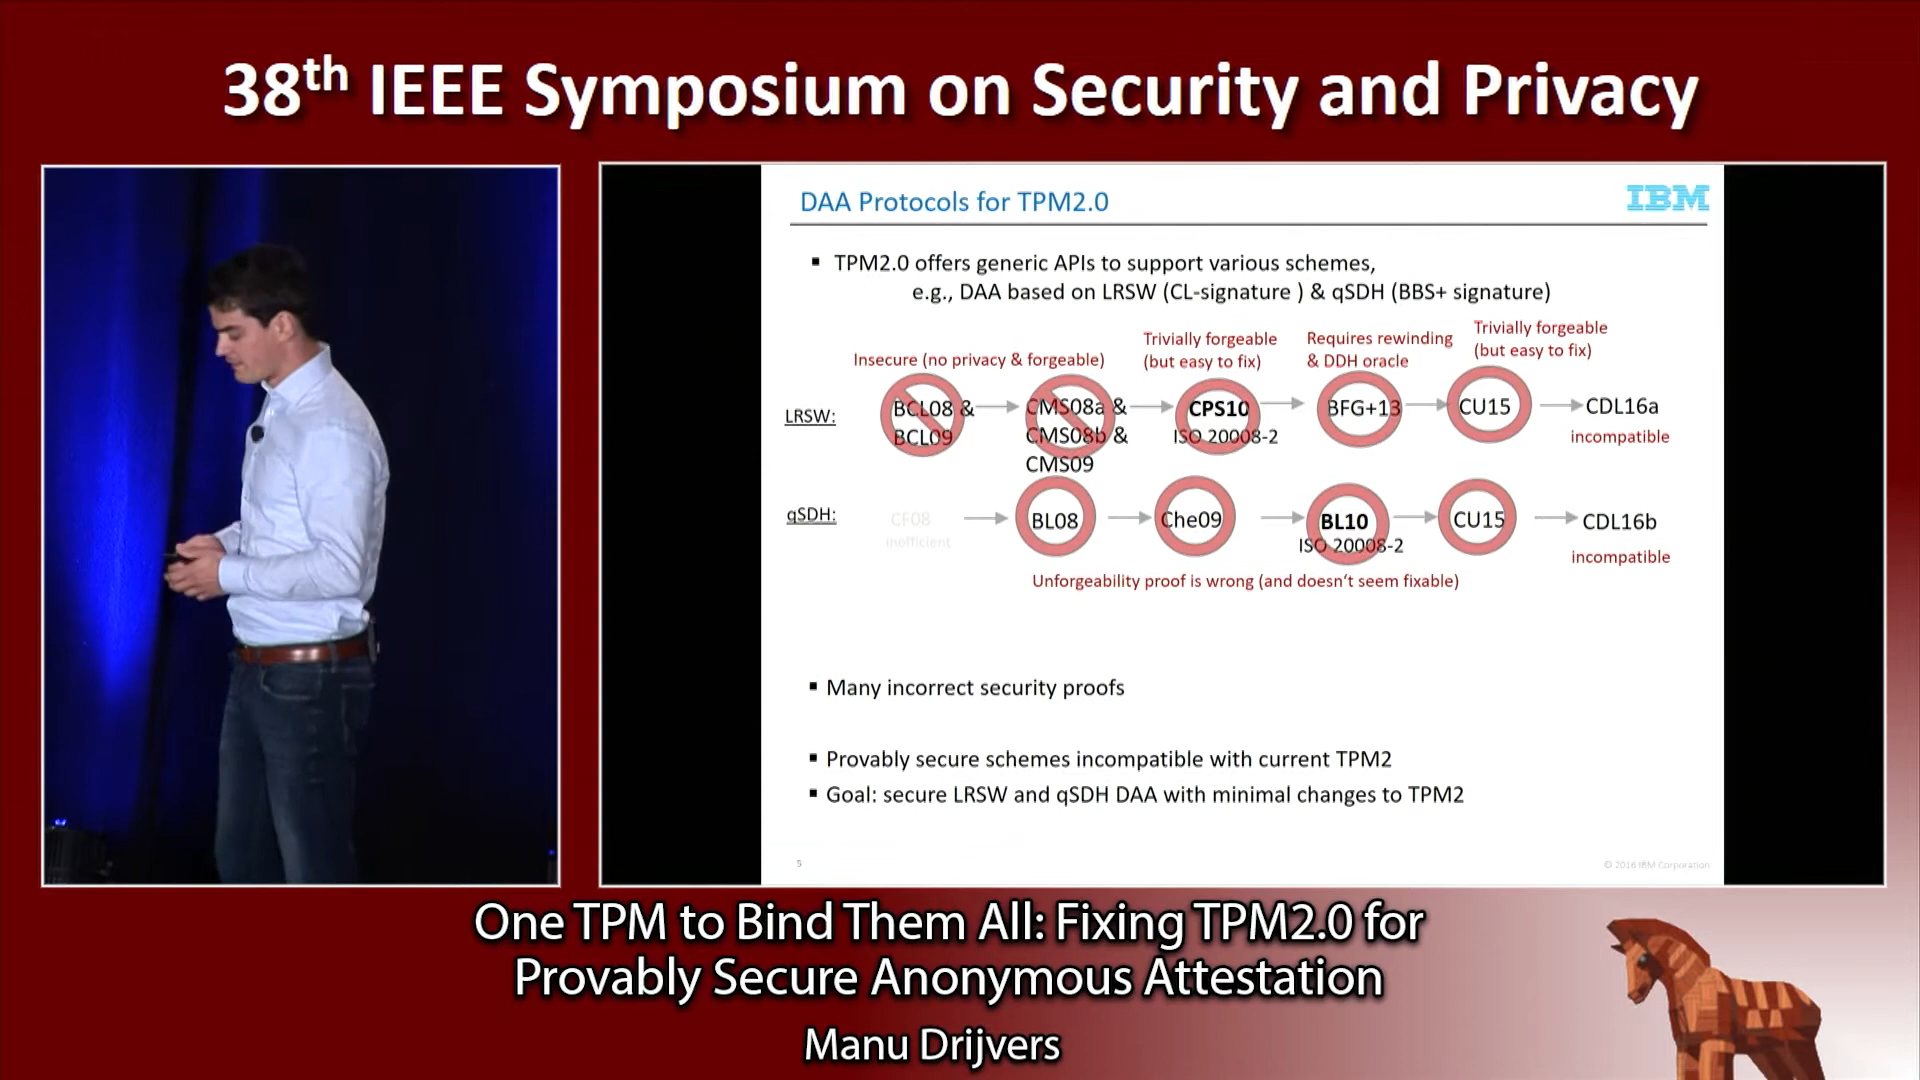 38th IEEE Symposium on Security and Privacy
DAA Protocols for TPM2.0
IBM
▪ TPM2.0 offers generic APIs to support various schemes,
e.g., DAA based on LRSW (CL-signature ) & qSDH (BBS+ signature)
Insecure (no privacy & forgeable)
Trivially forgeable
(but easy to fix)
Requires rewinding
& DDH oracle
Trivially forgeable
(but easy to fix)
LRSW:
BCL08 &
BCL09
CMS08a &
CMS08b &
CMS09
CPS10
ISO 20008-2
BFG+13
CU15
CDL16a
incompatible
qSDH:
CF08
inefficient
BL08
Che09
BL10
ISO 20008-2
CU15
CDL16b
incompatible
Unforgeability proof is wrong (and doesn't seem fixable)
▪ Many incorrect security proofs
▪ Provably secure schemes incompatible with current TPM2
▪ Goal: secure LRSW and qSDH DAA with minimal changes to TPM2
9
© 2016 IBM Corporation
One TPM to Bind Them All: Fixing TPM2.0 for
Provably Secure Anonymous Attestation
Manu Drijvers